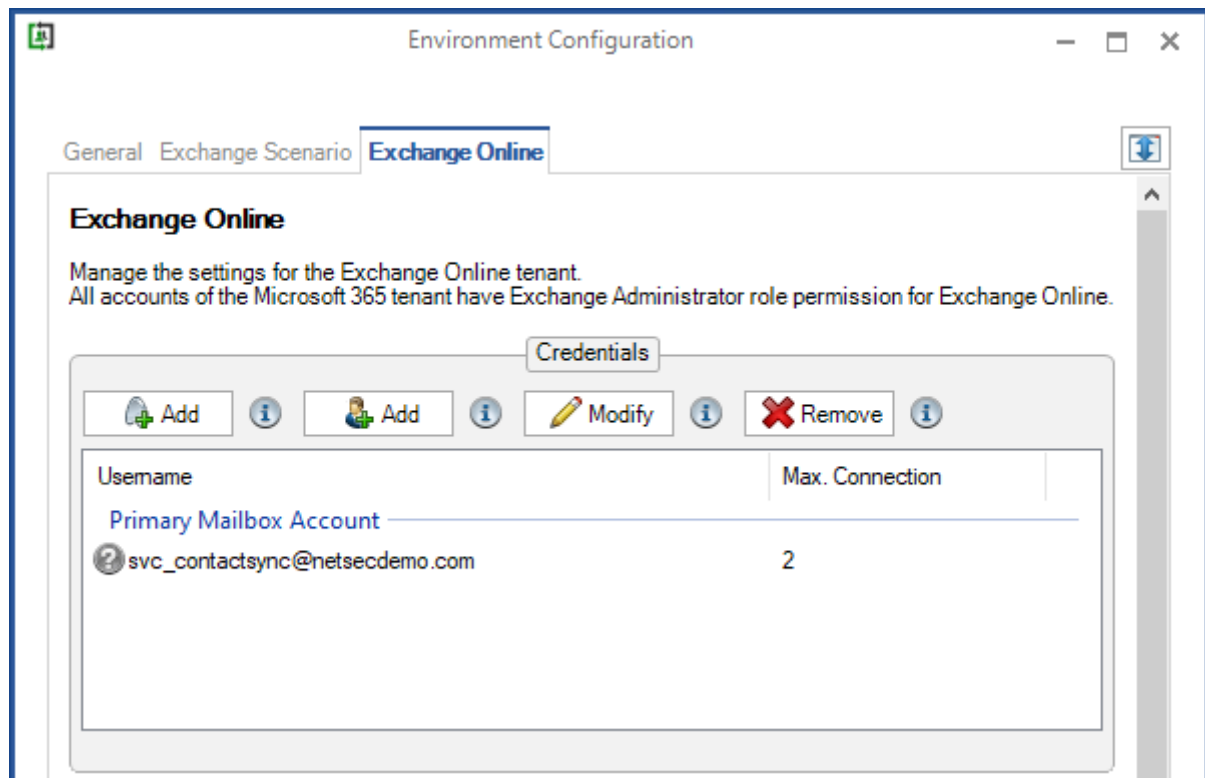 Environment Configuration
General Exchange Scenario Exchange Online
Exchange Online
Manage the settings for the Exchange Online tenant.
All accounts of the Microsoft 365 tenant have Exchange Administrator role permission for Exchange Online.
Credentials
Add Add Modify Remove
Username Max. Connection
Primary Mailbox Account
svc_contactsync@netsecdemo.com 2